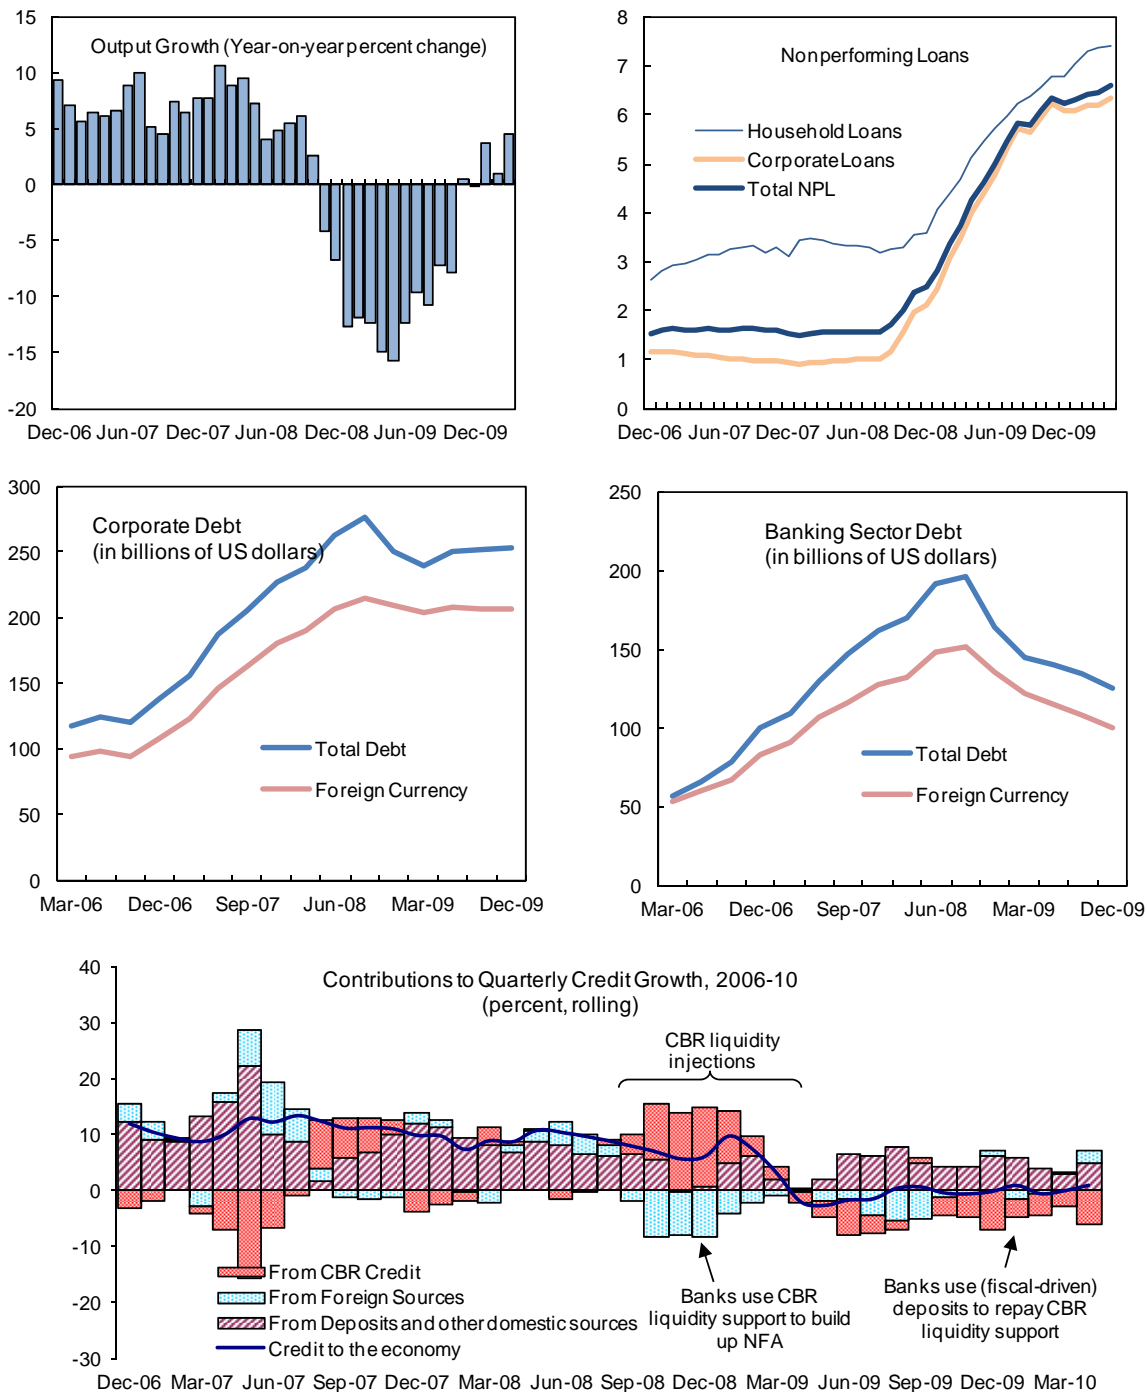 Output Growth (Year-on-year percent change)
15
10
5
0
-5
-10
-15
-20
Dec-06 Jun-07 Dec-07 Jun-08 Dec-08 Jun-09 Dec-09
Nonperforming Loans
8
7
6
5
4
3
2
1
0
Household Loans
Corporate Loans
Total NPL
Dec-06 Jun-07 Dec-07 Jun-08 Dec-08 Jun-09 Dec-09
Corporate Debt
(in billions of US dollars)
300
250
200
150
100
50
0
Total Debt
Foreign Currency
Mar-06 Dec-06 Sep-07 Jun-08 Mar-09 Dec-09
Banking Sector Debt
(in billions of US dollars)
250
200
150
100
50
0
Total Debt
Foreign Currency
Mar-06 Dec-06 Sep-07 Jun-08 Mar-09 Dec-09
Contributions to Quarterly Credit Growth, 2006-10
(percent, rolling)
40
30
20
10
0
-10
-20
-30
CBR liquidity
injections
From CBR Credit
From Foreign Sources
From Deposits and other domestic sources
Credit to the economy
Banks use CBR
liquidity support to build
up NFA
Banks use (fiscal-driven)
deposits to repay CBR
liquidity support
Dec-06 Mar-07 Jun-07 Sep-07 Dec-07 Mar-08 Jun-08 Sep-08 Dec-08 Mar-09 Jun-09 Sep-09 Dec-09 Mar-10